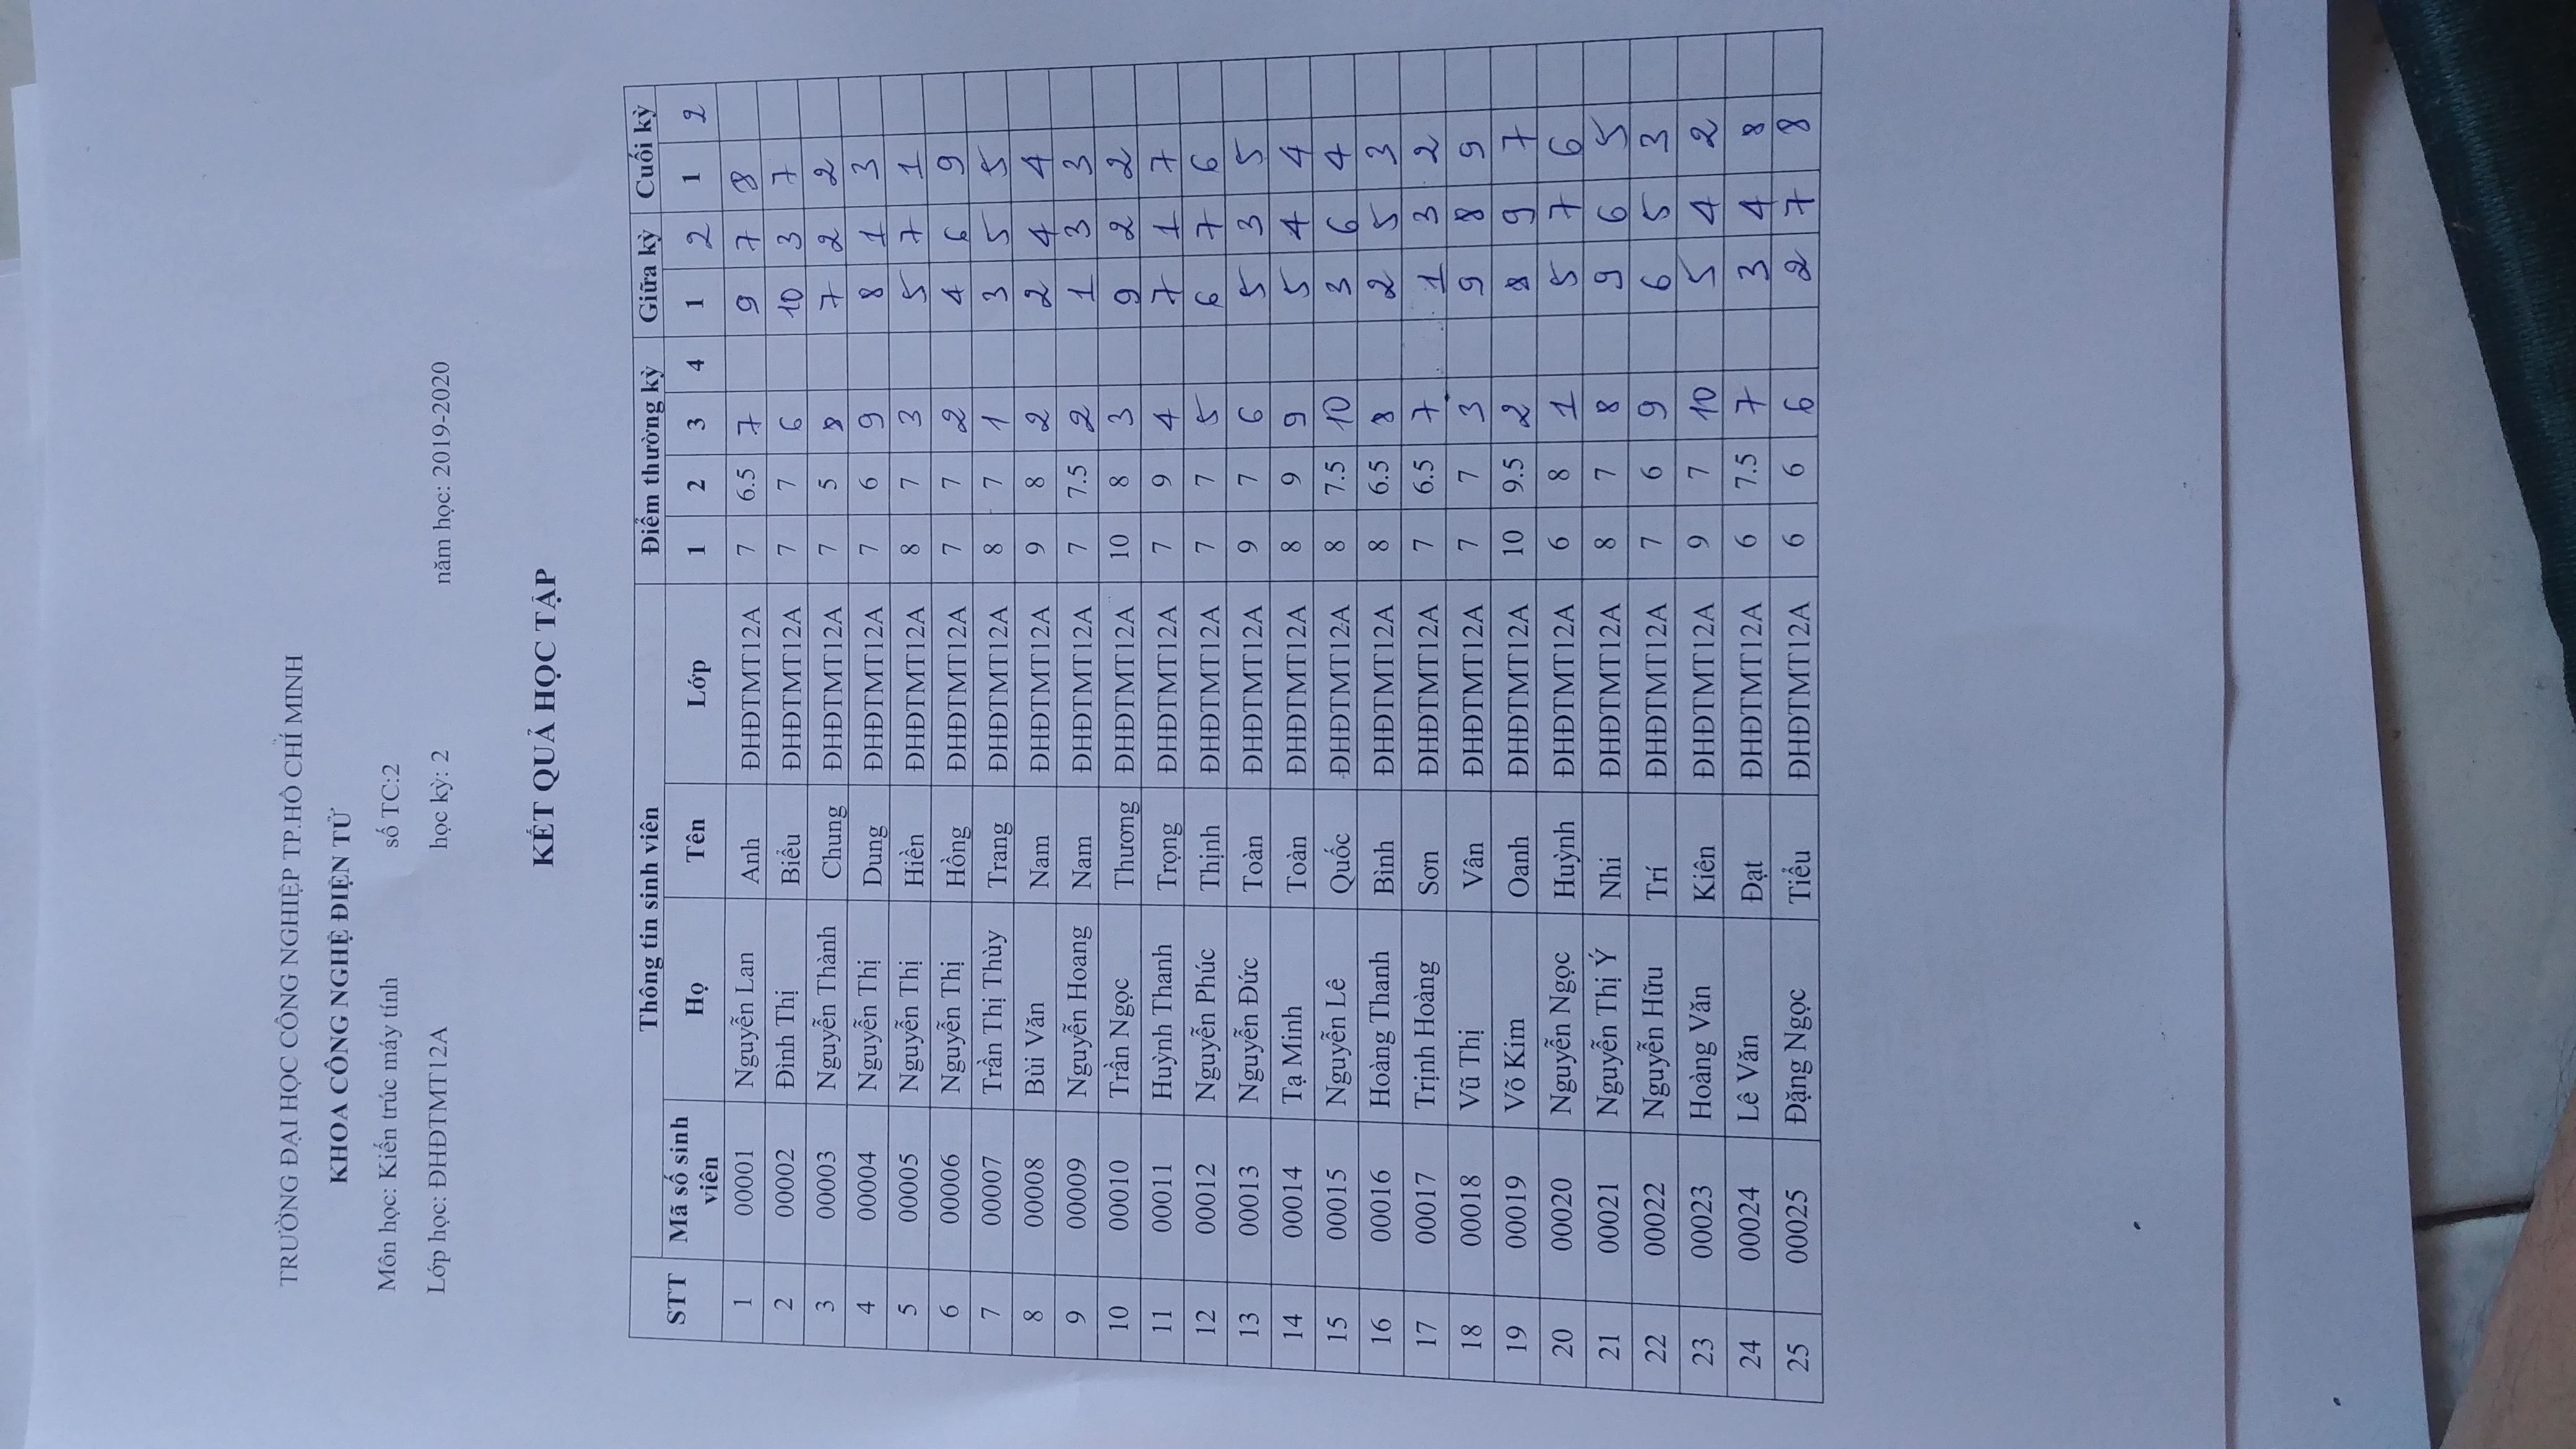 TRƯỜNG ĐẠI HỌC CÔNG NGHIỆP TP.HỒ CHÍ MINH
KHOA CÔNG NGHỆ ĐIỆN TỬ
Môn học: Kiến trúc máy tính số TC:2
Lớp học: ĐHĐTMT12A học kỳ: 2 năm học: 2019-2020
KẾT QUẢ HỌC TẬP
STT Thông tin sinh viên Điểm thường kỳ Giữa kỳ Cuối kỳ
Mã số sinh viên Họ Tên Lớp 1 2 3 4 1 2 1 2
1 00001 Nguyễn Lan Anh ĐHĐTMT12A 7 6.5 7 9 7 8
2 00002 Đình Thị Biểu ĐHĐTMT12A 7 7 6 10 3 7
3 00003 Nguyễn Thành Chung ĐHĐTMT12A 7 5 8 7 2 2
4 00004 Nguyễn Thị Dung ĐHĐTMT12A 7 6 9 8 1 3
5 00005 Nguyễn Thị Hiền ĐHĐTMT12A 8 7 3 5 7 1
6 00006 Nguyễn Thị Hồng ĐHĐTMT12A 7 7 2 4 6 9
7 00007 Trần Thị Thùy Trang ĐHĐTMT12A 8 7 1 3 5 5
8 00008 Bùi Văn Nam ĐHĐTMT12A 9 8 2 2 4 4
9 00009 Nguyễn Hoang Nam ĐHĐTMT12A 7 7.5 2 1 3 3
10 00010 Trần Ngọc Thương ĐHĐTMT12A 10 8 3 9 2 2
11 00011 Huỳnh Thanh Trọng ĐHĐTMT12A 7 9 4 7 1 7
12 00012 Nguyễn Phúc Thịnh ĐHĐTMT12A 7 7 5 6 7 6
13 00013 Nguyễn Đức Toàn ĐHĐTMT12A 9 7 6 5 3 5
14 00014 Tạ Minh Toàn ĐHĐTMT12A 8 9 9 5 4 4
15 00015 Nguyễn Lê Quốc ĐHĐTMT12A 8 7.5 10 3 6 4
16 00016 Hoàng Thanh Bình ĐHĐTMT12A 8 6.5 8 2 5 3
17 00017 Trịnh Hoàng Sơn ĐHĐTMT12A 7 6.5 7 1 3 2
18 00018 Vũ Thị Vân ĐHĐTMT12A 7 7 3 9 8 9
19 00019 Võ Kim Oanh ĐHĐTMT12A 10 9.5 2 8 9 7
20 00020 Nguyễn Ngọc Huỳnh ĐHĐTMT12A 6 8 1 5 7 6
21 00021 Nguyễn Thị Ý Nhi ĐHĐTMT12A 8 7 8 9 6 5
22 00022 Nguyễn Hữu Trí ĐHĐTMT12A 7 6 9 6 5 3
23 00023 Hoàng Văn Kiên ĐHĐTMT12A 9 7 10 5 4 2
24 00024 Lê Văn Đạt ĐHĐTMT12A 6 7.5 7 3 4 8
25 00025 Đặng Ngọc Tiểu ĐHĐTMT12A 6 6 6 2 7 8